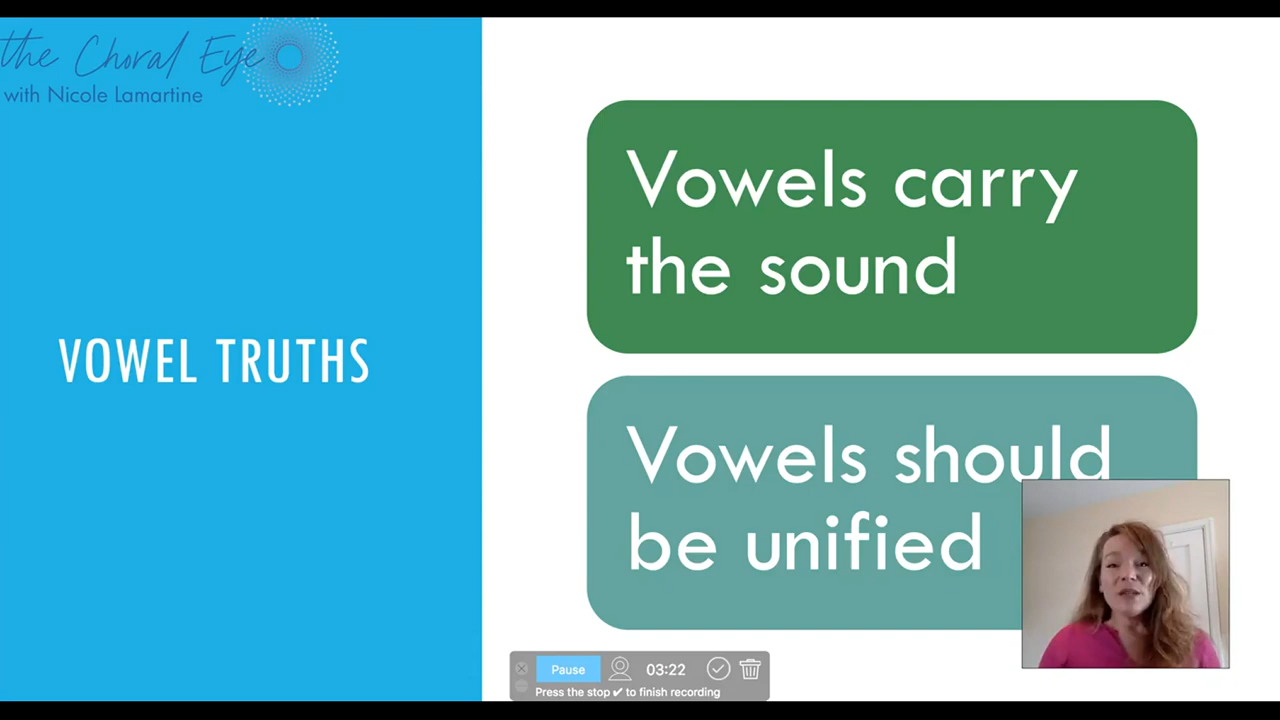 the Choral Eye
with Nicole Lamartine
VOWEL TRUTHS
Vowels carry
the sound
Vowels should
be unified
Pause
03:22
Press the stop ✔ to finish recording